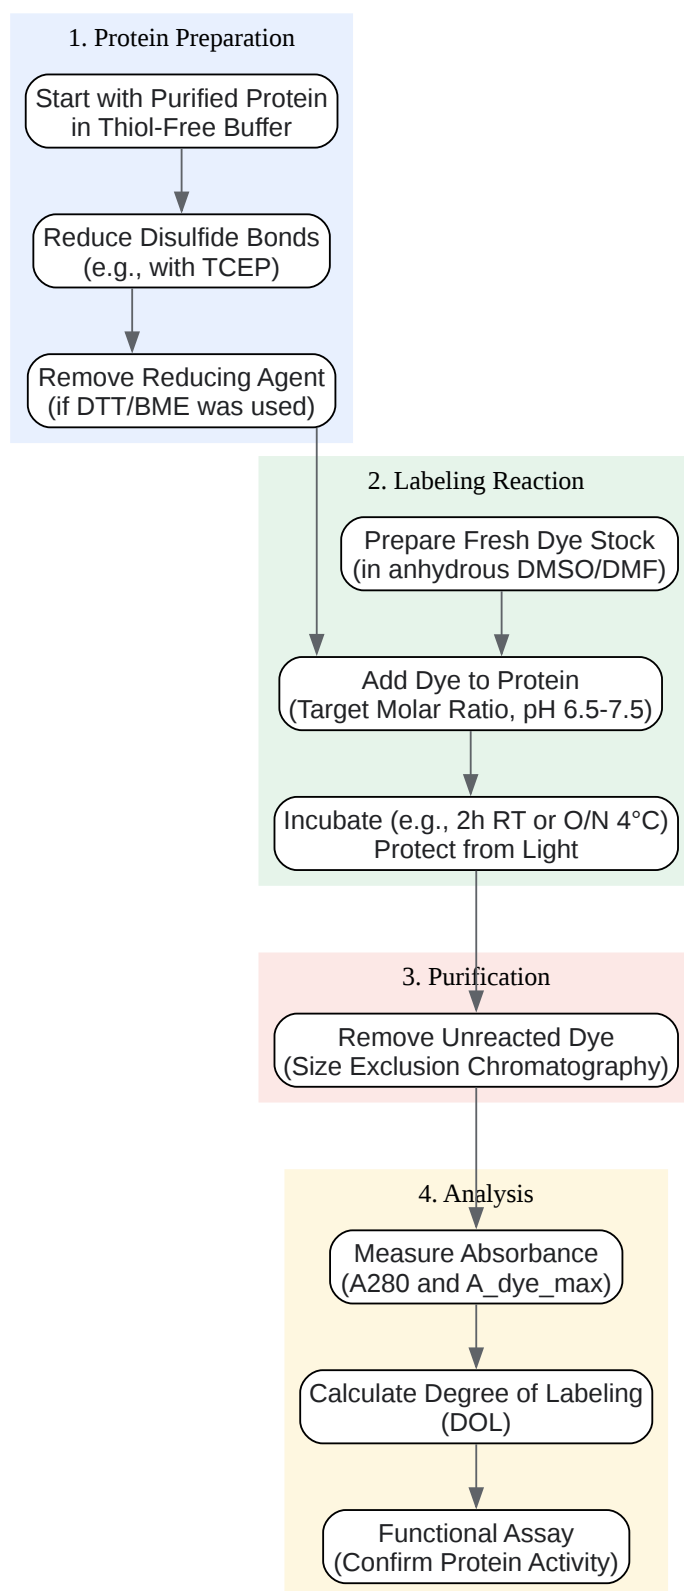 1. Protein Preparation
Start with Purified Protein
in Thiol-Free Buffer
Reduce Disulfide Bonds
(e.g., with TCEP)
Remove Reducing Agent
(if DTT/BME was used)
2. Labeling Reaction
Prepare Fresh Dye Stock
(in anhydrous DMSO/DMF)
Add Dye to Protein
(Target Molar Ratio, pH 6.5-7.5)
Incubate (e.g., 2h RT or O/N 4°C)
Protect from Light
3. Purification
Remove Unreacted Dye
(Size Exclusion Chromatography)
4. Analysis
Measure Absorbance
(A280 and A_dye_max)
Calculate Degree of Labeling
(DOL)
Functional Assay
(Confirm Protein Activity)